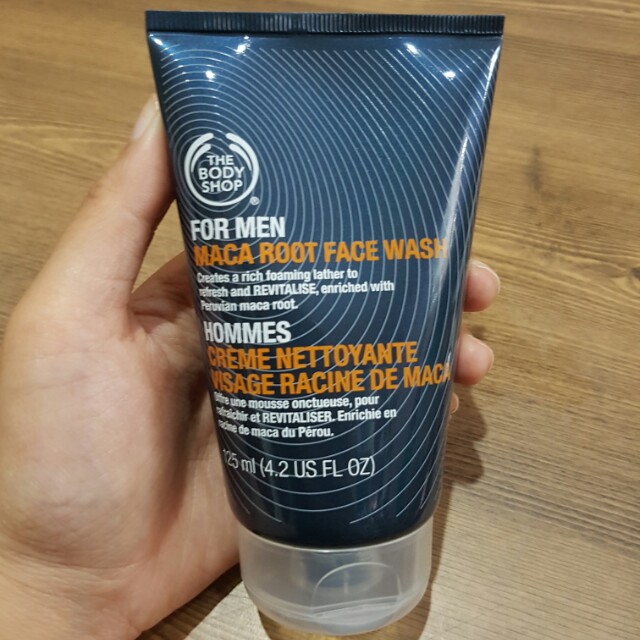 THE
BODY
SHOP
®
FOR MEN
MACA ROOT FACE WASH
Creates a rich foaming lather to
refresh and REVITALISE, enriched with
Peruvian maca root.
HOMMES
CRÈME NETTOYANTE
VISAGE RACINE DE MACA
Offre une mousse onctueuse, pour
rafraîchir et REVITALISER. Enrichie en
racine de maca du Pérou.
125 ml (4.2 US FL OZ)